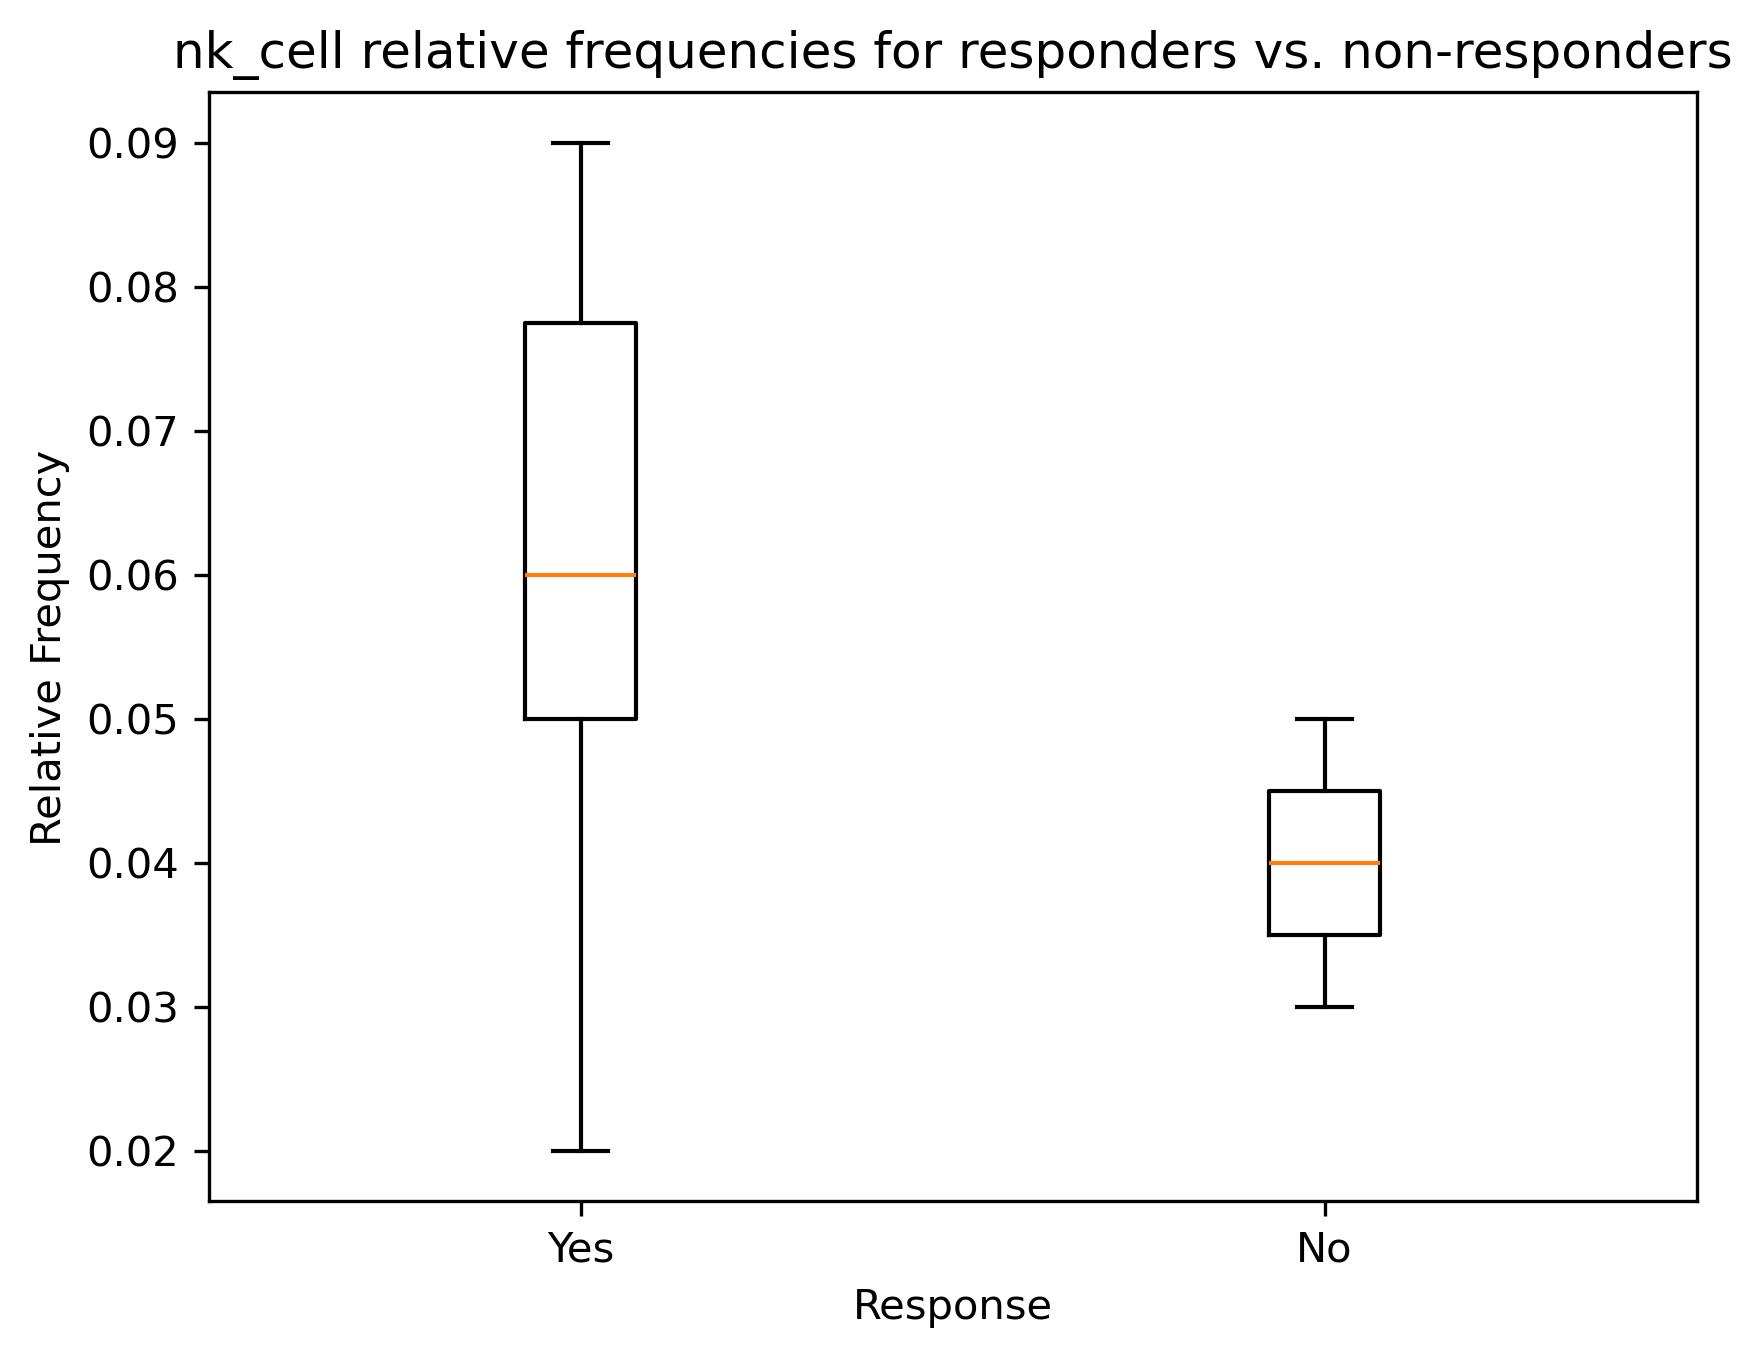 nk_cell relative frequencies for responders vs. non-responders
0.09
0.08
0.07
0.06
0.05
0.04
0.03
0.02
Relative Frequency
Yes
No
Response